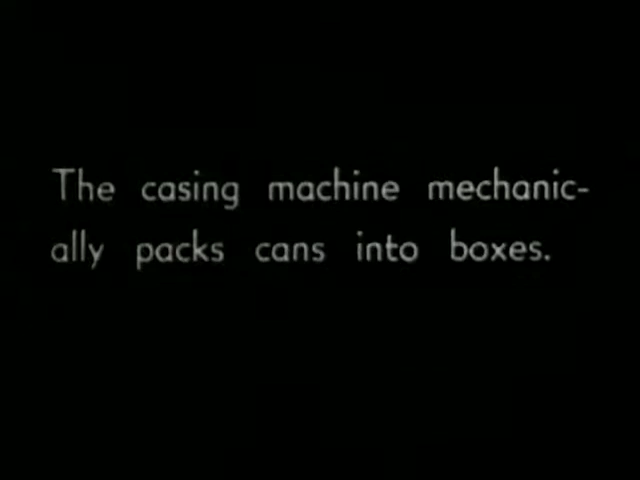 The casing machine mechanic-
ally packs cans into boxes.